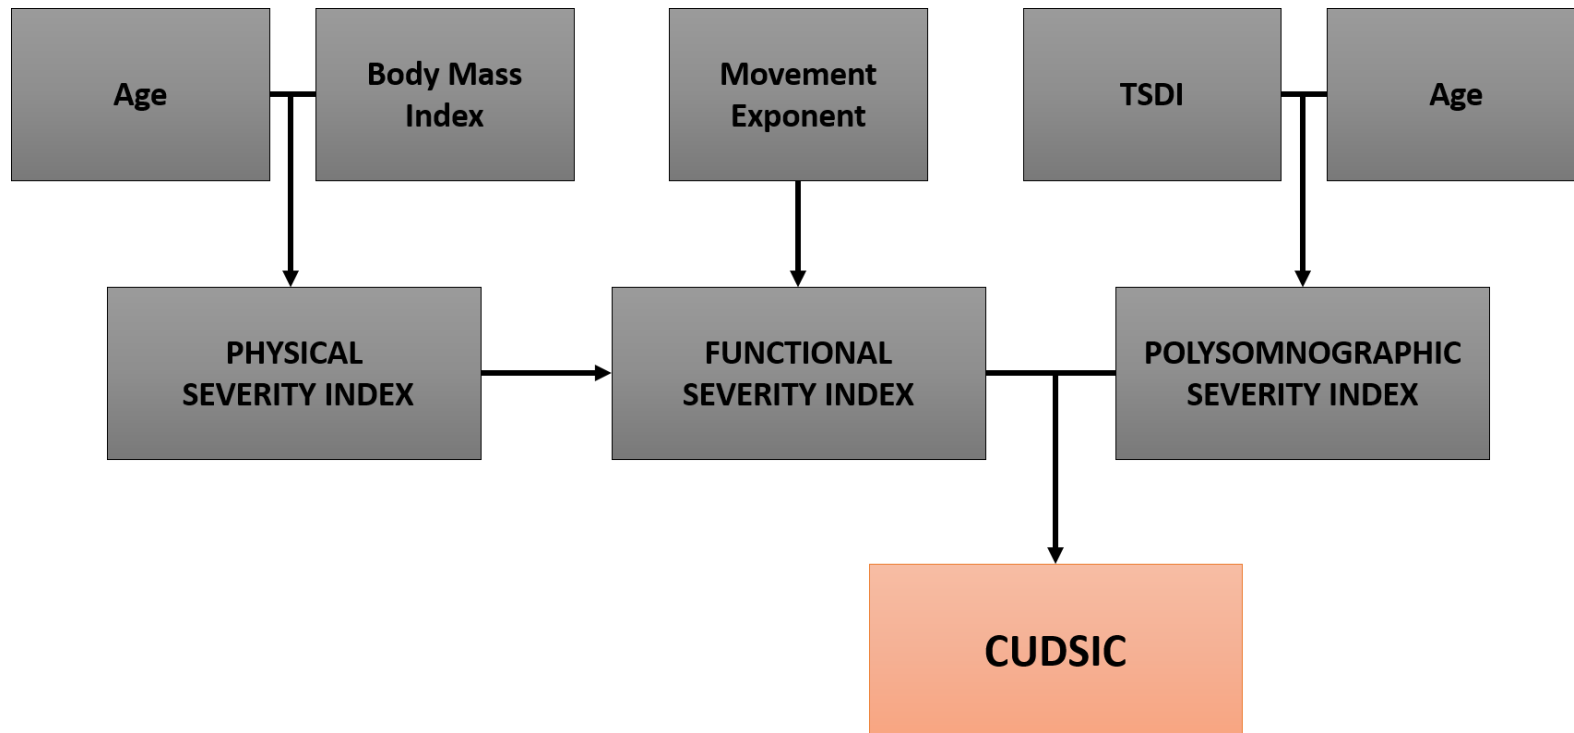 Age
Body Mass
Index
Movement
Exponent
TSDI
Age
PHYSICAL
SEVERITY INDEX
FUNCTIONAL
SEVERITY INDEX
POLYSOMNOGRAPHIC
SEVERITY INDEX
CUDSIC